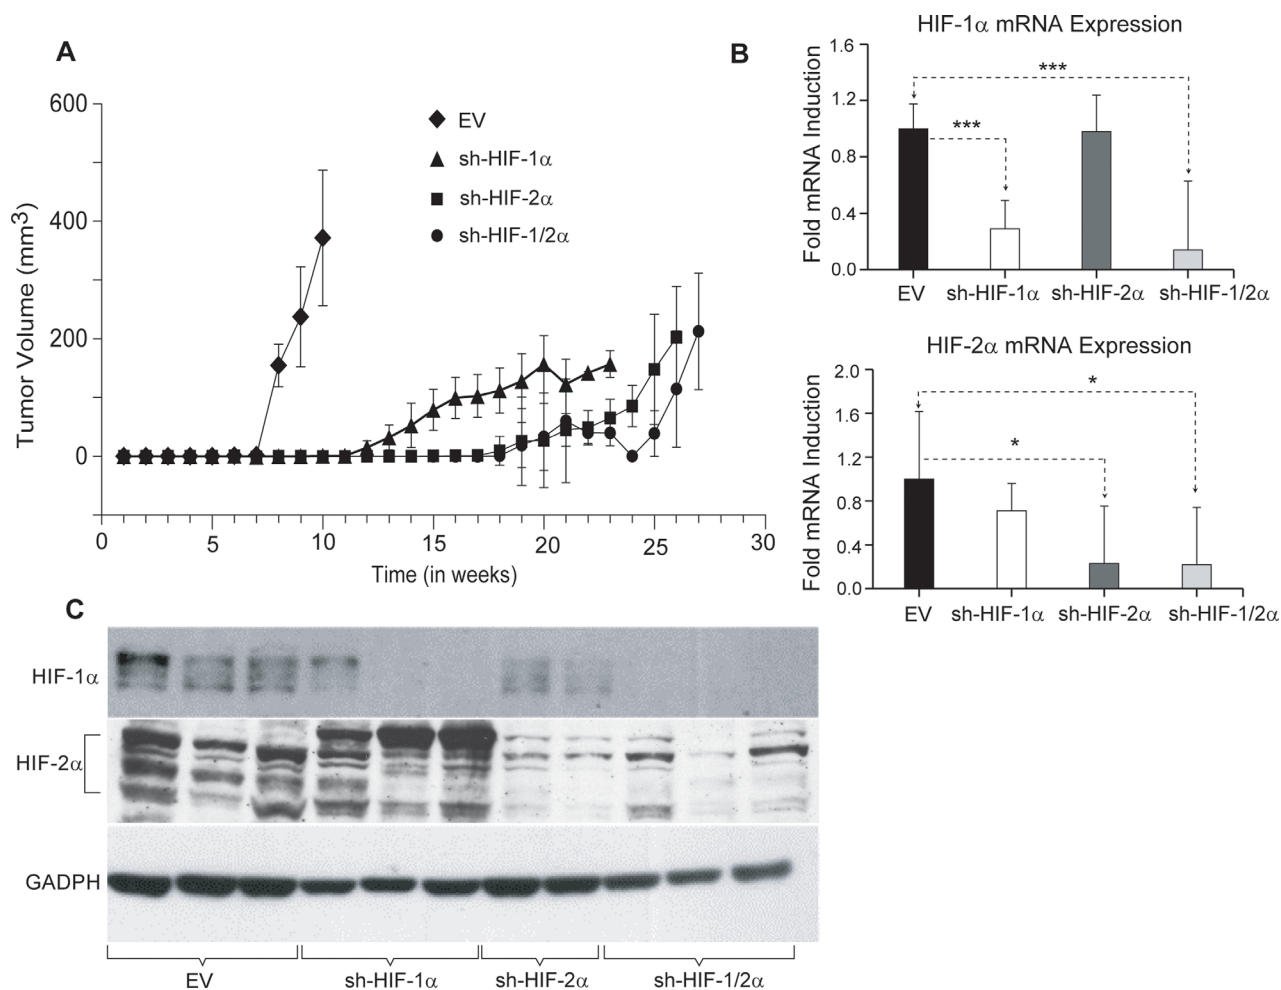 A
600
400
200
0
Tumor Volume (mm3)
EV
sh-HIF-1α
sh-HIF-2α
sh-HIF-1/2α
0 5 10 15 20 25 30
Time (in weeks)
B
HIF-1α mRNA Expression
1.6
1.2
0.8
0.4
0.0
Fold mRNA Induction
***
***
EV sh-HIF-1α sh-HIF-2α sh-HIF-1/2α
HIF-2α mRNA Expression
2.0
1.6
1.2
0.8
0.4
0.0
Fold mRNA Induction
*
*
EV sh-HIF-1α sh-HIF-2α sh-HIF-1/2α
C
HIF-1α
HIF-2α
GADPH
EV sh-HIF-1α sh-HIF-2α sh-HIF-1/2α